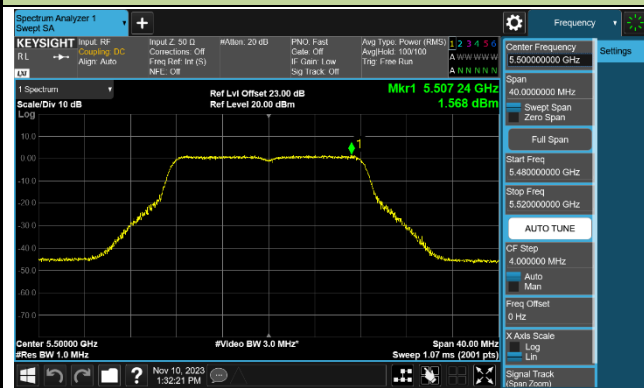 Spectrum Analyzer 1
Swept SA
Frequency
KEYSIGHT
RL
LXI
Input: RF
Coupling: DC
Align: Auto
Input Z: 50 Ω
Corrections: Off
Freq Ref: Int (S)
NFE: Off
#Atten: 20 dB
PNO: Fast
Gate: Off
IF Gain: Low
Sig Track: Off
Avg Type: Power (RMS)
Avg|Hold: 100/100
Trig: Free Run
1 2 3 4 5 6
A W W W W W
A N N N N N
1 Spectrum
Scale/Div 10 dB
Log
Ref Lvl Offset 23.00 dB
Ref Level 20.00 dBm
Mkr1 5.507 24 GHz
1.568 dBm
10.0
0.00
-10.0
-20.0
-30.0
-40.0
-50.0
-60.0
-70.0
1
Center 5.50000 GHz
#Res BW 1.0 MHz
#Video BW 3.0 MHz*
Span 40.00 MHz
Sweep 1.07 ms (2001 pts)
Nov 10, 2023
1:32:21 PM
Center Frequency
5.500000000 GHz
Settings
Span
40.0000000 MHz
Swept Span
Zero Span
Full Span
Start Freq
5.480000000 GHz
Stop Freq
5.520000000 GHz
AUTO TUNE
CF Step
4.000000 MHz
Auto
Man
Freq Offset
0 Hz
X Axis Scale
Log
Lin
Signal Track
(Span Zoom)